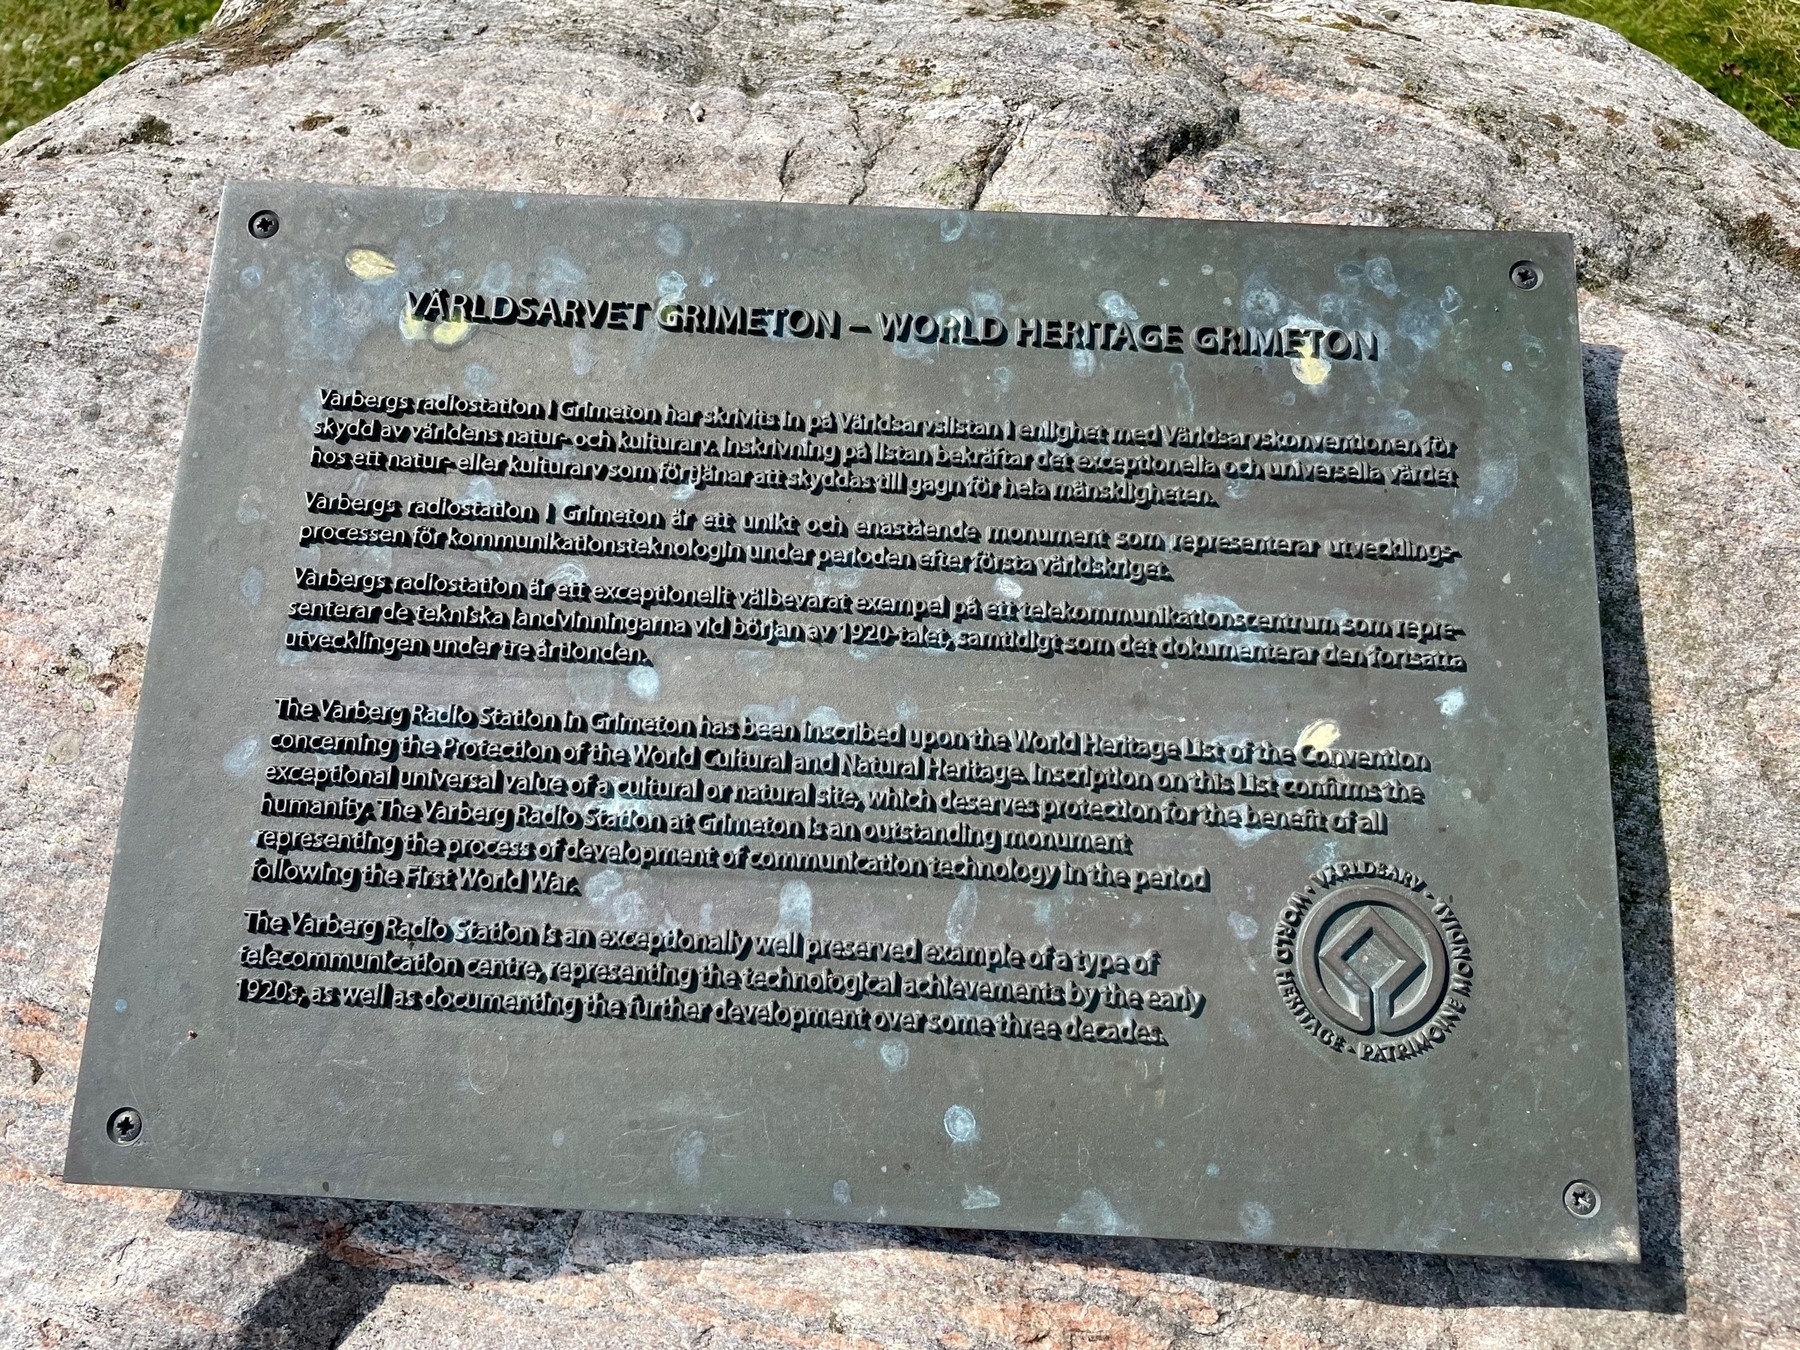 VÄRLDSARVET GRIMETON – WORLD HERITAGE GRIMETON
Varbergs radiostation i Grimeton har skrivits in på Världsarvslistan i enlighet med Världsarvskonventionen för
skydd av världens natur- och kulturarv. Inskrivning på listan bekräftar det exceptionella och universella värdet
hos ett natur- eller kulturarv som förtjänar att skyddas till gagn för hela mänskligheten.
Varbergs radiostation i Grimeton är ett unikt och enastående monument som representerar utvecklings-
processen för kommunikationsteknologin under perioden efter första världskriget.
Varbergs radiostation är ett exceptionellt välbevarat exempel på ett telekommunikationscentrum som repre-
senterar de tekniska landvinningarna vid början av 1920-talet, samtidigt som det dokumenterar den fortsatta
utvecklingen under tre årtionden.
The Varberg Radio Station in Grimeton has been inscribed upon the World Heritage List of the Convention
concerning the Protection of the World Cultural and Natural Heritage. Inscription on this List confirms the
exceptional universal value of a cultural or natural site, which deserves protection for the benefit of all
humanity. The Varberg Radio Station at Grimeton is an outstanding monument
representing the process of development of communication technology in the period
following the First World War.
The Varberg Radio Station is an exceptionally well preserved example of a type of
telecommunication centre, representing the technological achievements by the early
1920s, as well as documenting the further development over some three decades.
WORLD HERITAGE · PATRIMOINE MONDIAL · VÄRLDSARV ·